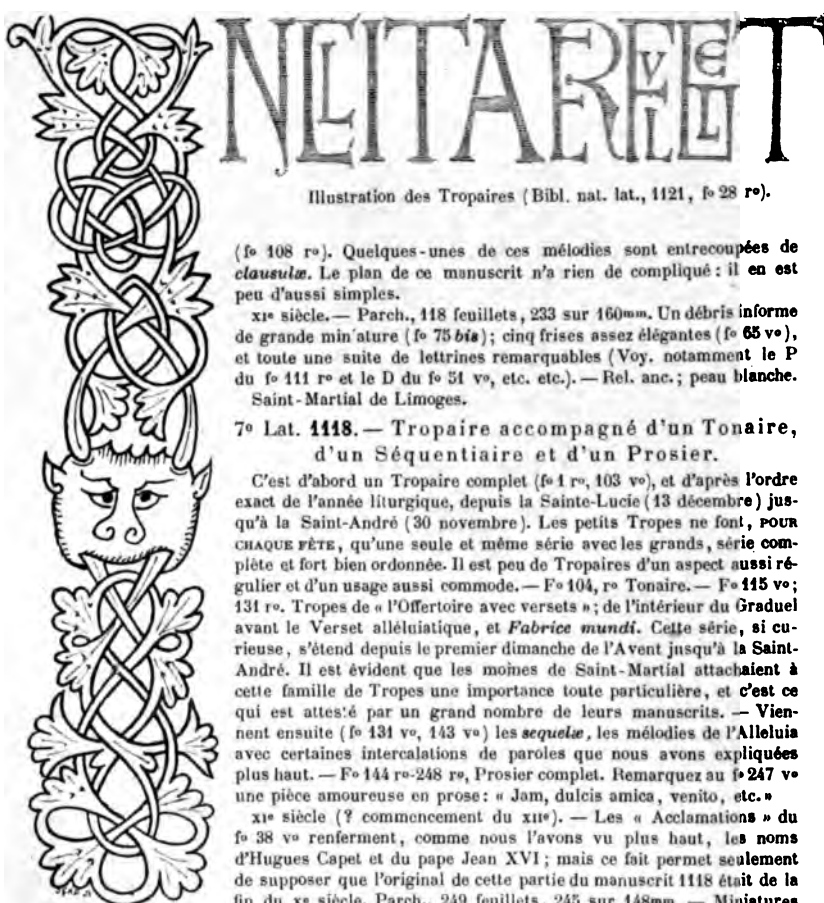 Illustration des Tropaires (Bibl. nat. lat., 1121, fo 28 ro).
(fo 108 ro). Quelques-unes de ces mélodies sont entrecoupées de
clausulæ. Le plan de ce manuscrit n'a rien de compliqué : il en est
peu d'aussi simples.
XIe siècle. — Parch., 118 feuillets, 233 sur 160mm. Un débris informe
de grande min'ature (fo 75 bis); cinq frises assez élégantes (fo 65 vo),
et toute une suite de lettrines remarquables (Voy. notamment le P
du fo 111 ro et le D du fo 51 vo, etc. etc.). — Rel. anc.; peau blanche.
Saint-Martial de Limoges.
7o Lat. 1118. — Tropaire accompagné d'un Tonaire,
d'un Séquentiaire et d'un Prosier.
C'est d'abord un Tropaire complet (fo 1 ro, 103 vo), et d'après l'ordre
exact de l'année liturgique, depuis la Sainte-Lucie (13 décembre) jus-
qu'à la Saint-André (30 novembre). Les petits Tropes ne font, POUR
CHAQUE FÊTE, qu'une seule et même série avec les grands, série com-
plète et fort bien ordonnée. Il est peu de Tropaires d'un aspect aussi ré-
gulier et d'un usage aussi commode. — Fo 104, ro Tonaire. — Fo 115 vo;
131 ro. Tropes de « l'Offertoire avec versets »; de l'intérieur du Graduel
avant le Verset alléluiatique, et Fabrice mundi. Cette série, si cu-
rieuse, s'étend depuis le premier dimanche de l'Avent jusqu'à la Saint-
André. Il est évident que les moines de Saint-Martial attachaient à
cette famille de Tropes une importance toute particulière, et c'est ce
qui est attesté par un grand nombre de leurs manuscrits. — Vien-
nent ensuite (fo 131 vo, 143 vo) les sequelæ, les mélodies de l'Alleluia
avec certaines intercalations de paroles que nous avons expliquées
plus haut. — Fo 144 ro-248 ro, Prosier complet. Remarquez au fo 247 vo
une pièce amoureuse en prose: « Jam, dulcis amica, venito, etc. »
XIe siècle (? commencement du XIIe). — Les « Acclamations » du
fo 38 vo renferment, comme nous l'avons vu plus haut, les noms
d'Hugues Capet et du pape Jean XVI; mais ce fait permet seulement
de supposer que l'original de cette partie du manuscrit 1118 était de la
fin du Xe siècle. Parch., 249 feuillets, 245 sur 148mm. — Miniatures